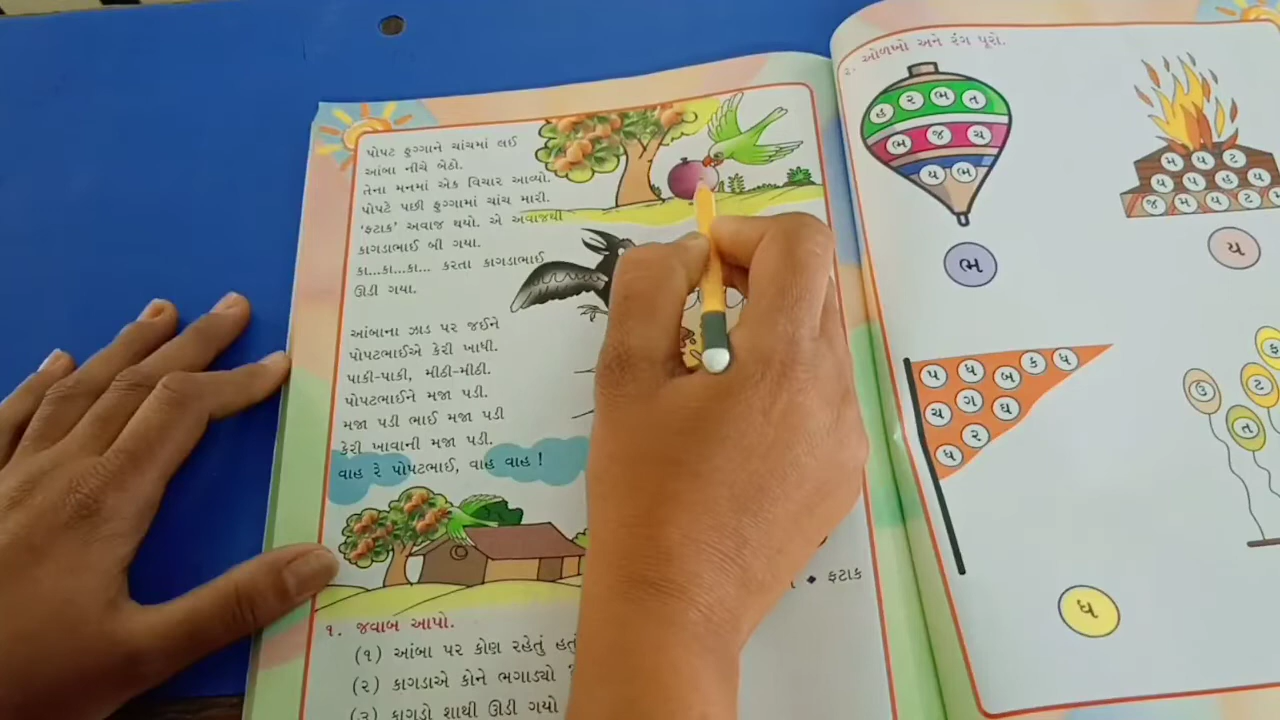 પોપટ ફુગ્ગાને ચાંચમાં લઈ
આંબા નીચે બેઠો.
તેના મનમાં એક વિચાર આવ્યો.
પોપટે પછી ફુગ્ગામાં ચાંચ મારી.
‘ફટાક’ અવાજ થયો. એ અવાજથી
કાગડાભાઈ બી ગયા.
કા...કા...કા... કરતા કાગડાભાઈ
ઊડી ગયા.
આંબાના ઝાડ પર જઈને
પોપટભાઈએ કેરી ખાધી.
પાકી-પાકી, મીઠી-મીઠી.
પોપટભાઈને મજા પડી.
મજા પડી ભાઈ મજા પડી
કેરી ખાવાની મજા પડી.
વાહ રે પોપટભાઈ, વાહ વાહ !
◆ ફટાક
૧. જવાબ આપો.
(૧) આંબા પર કોણ રહેતું
(૨) કાગડાએ કોને ભગાડ્યો
(૩) કાગડો શાથી ઊડી ગયો
૨. ઓળખો અને રંગ પૂરો.
હ ર ભ ત
ભ જ ચ
ય ભ
ભ
મ ય ટ
ય પ હ ય
જ મ ય ટ
ય
પ ધ બ ક ધ
ચ ગ ઘ
ધ ર
ધ
ધ
ઉ ટ
ત